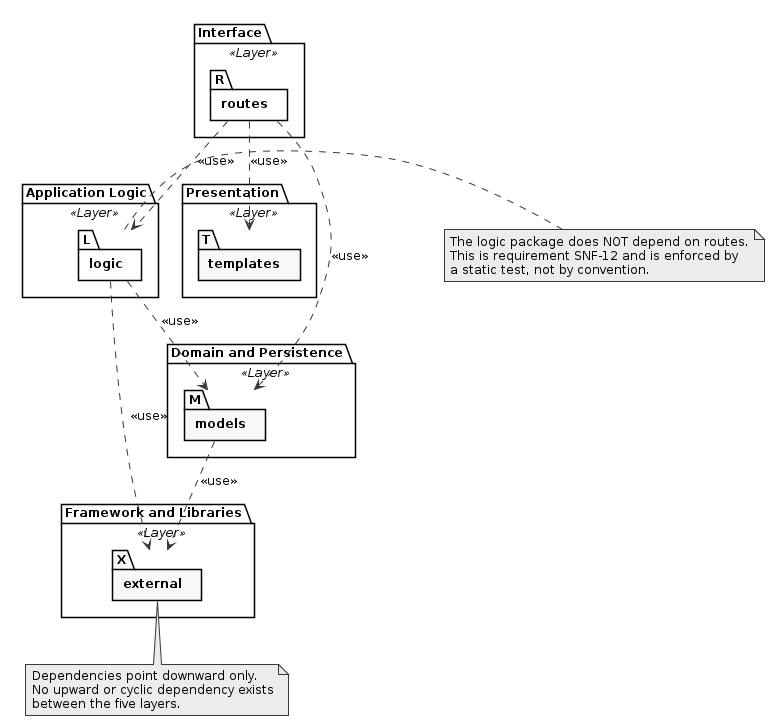 Interface
«Layer»
R
routes
«use»
«use»
Application Logic
«Layer»
L
logic
Presentation
«Layer»
T
templates
The logic package does NOT depend on routes.
This is requirement SNF-12 and is enforced by
a static test, not by convention.
«use»
«use»
Domain and Persistence
«Layer»
M
models
«use»
«use»
Framework and Libraries
«Layer»
X
external
Dependencies point downward only.
No upward or cyclic dependency exists
between the five layers.